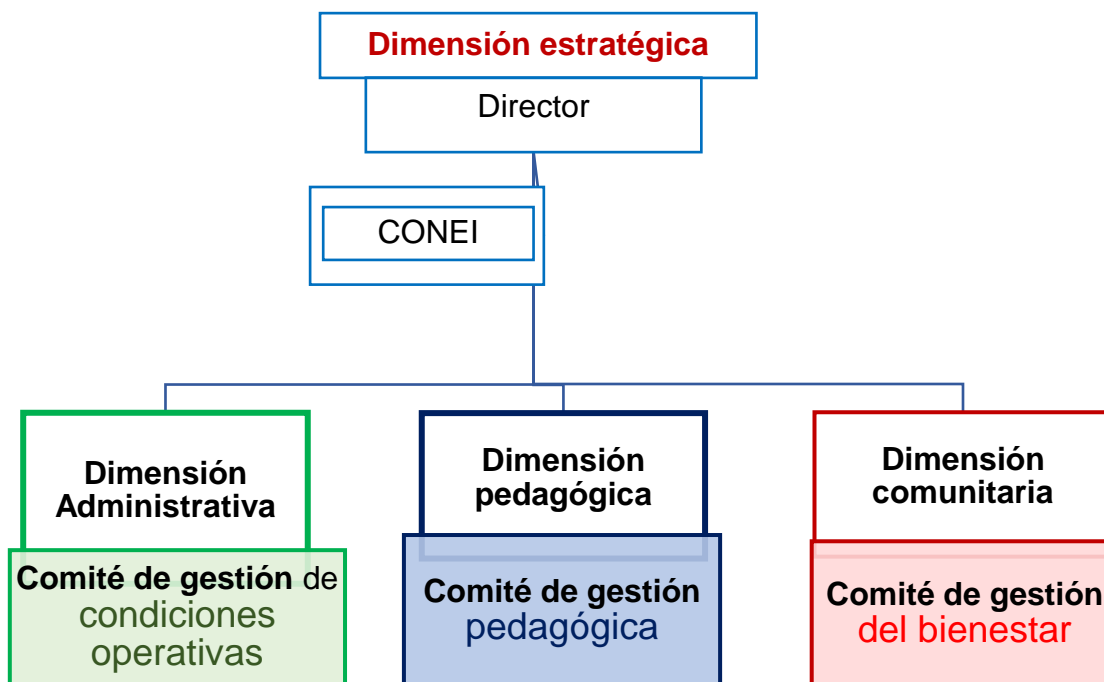 Dimensión estratégica
Director
CONEI
Dimensión
Administrativa
Comité de gestión de
condiciones
operativas
Dimensión
pedagógica
Comité de gestión
pedagógica
Dimensión
comunitaria
Comité de gestión
del bienestar